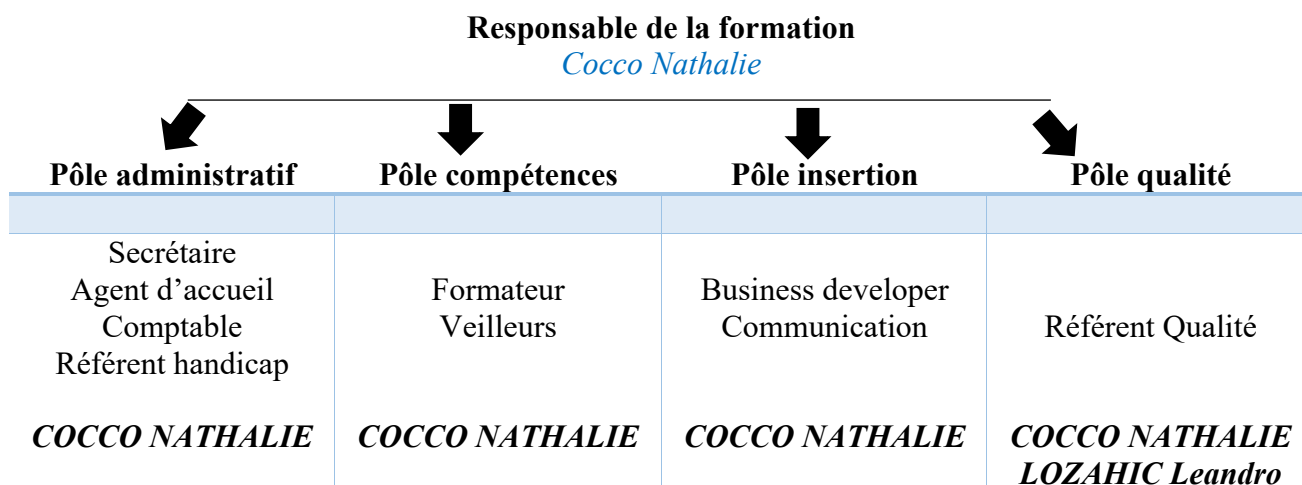 Responsable de la formation
Cocco Nathalie
Pôle administratif
Pôle compétences
Pôle insertion
Pôle qualité
Secrétaire
Agent d’accueil
Comptable
Référent handicap
COCCO NATHALIE
Formateur
Veilleurs
COCCO NATHALIE
Business developer
Communication
COCCO NATHALIE
Référent Qualité
COCCO NATHALIE
LOZAHIC Leandro